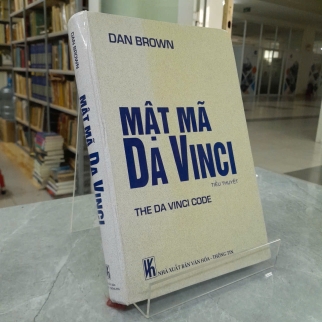 DAN BROWN
MẬT MÃ
DA VINCI
TIỂU THUYẾT
THE DA VINCI CODE
NHÀ XUẤT BẢN VĂN HÓA - THÔNG TIN
DAN BROWN
MẬT MÃ DA VINCI